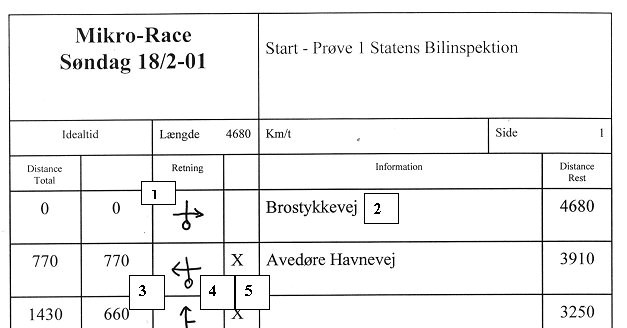 Mikro-Race
Søndag 18/2-01
Start - Prøve 1 Statens Bilinspektion
Idealtid Længde 4680 Km/t Side 1
Distance Total Retning Information Distance Rest
1
0 0 Brostykkevej 2 4680
770 770 X Avedøre Havnevej 3910
3 4 5
1430 660 X 3250